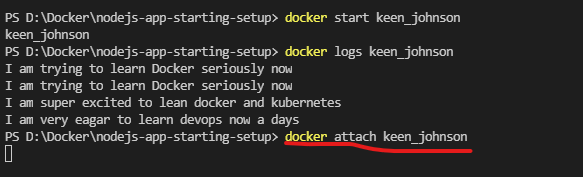 PS D:\Docker\nodejs-app-starting-setup> docker start keen_johnson
keen_johnson
PS D:\Docker\nodejs-app-starting-setup> docker logs keen_johnson
I am trying to learn Docker seriously now
I am trying to learn Docker seriously now
I am super excited to lean docker and kubernetes
I am very eagar to learn devops now a days
PS D:\Docker\nodejs-app-starting-setup> docker attach keen_johnson